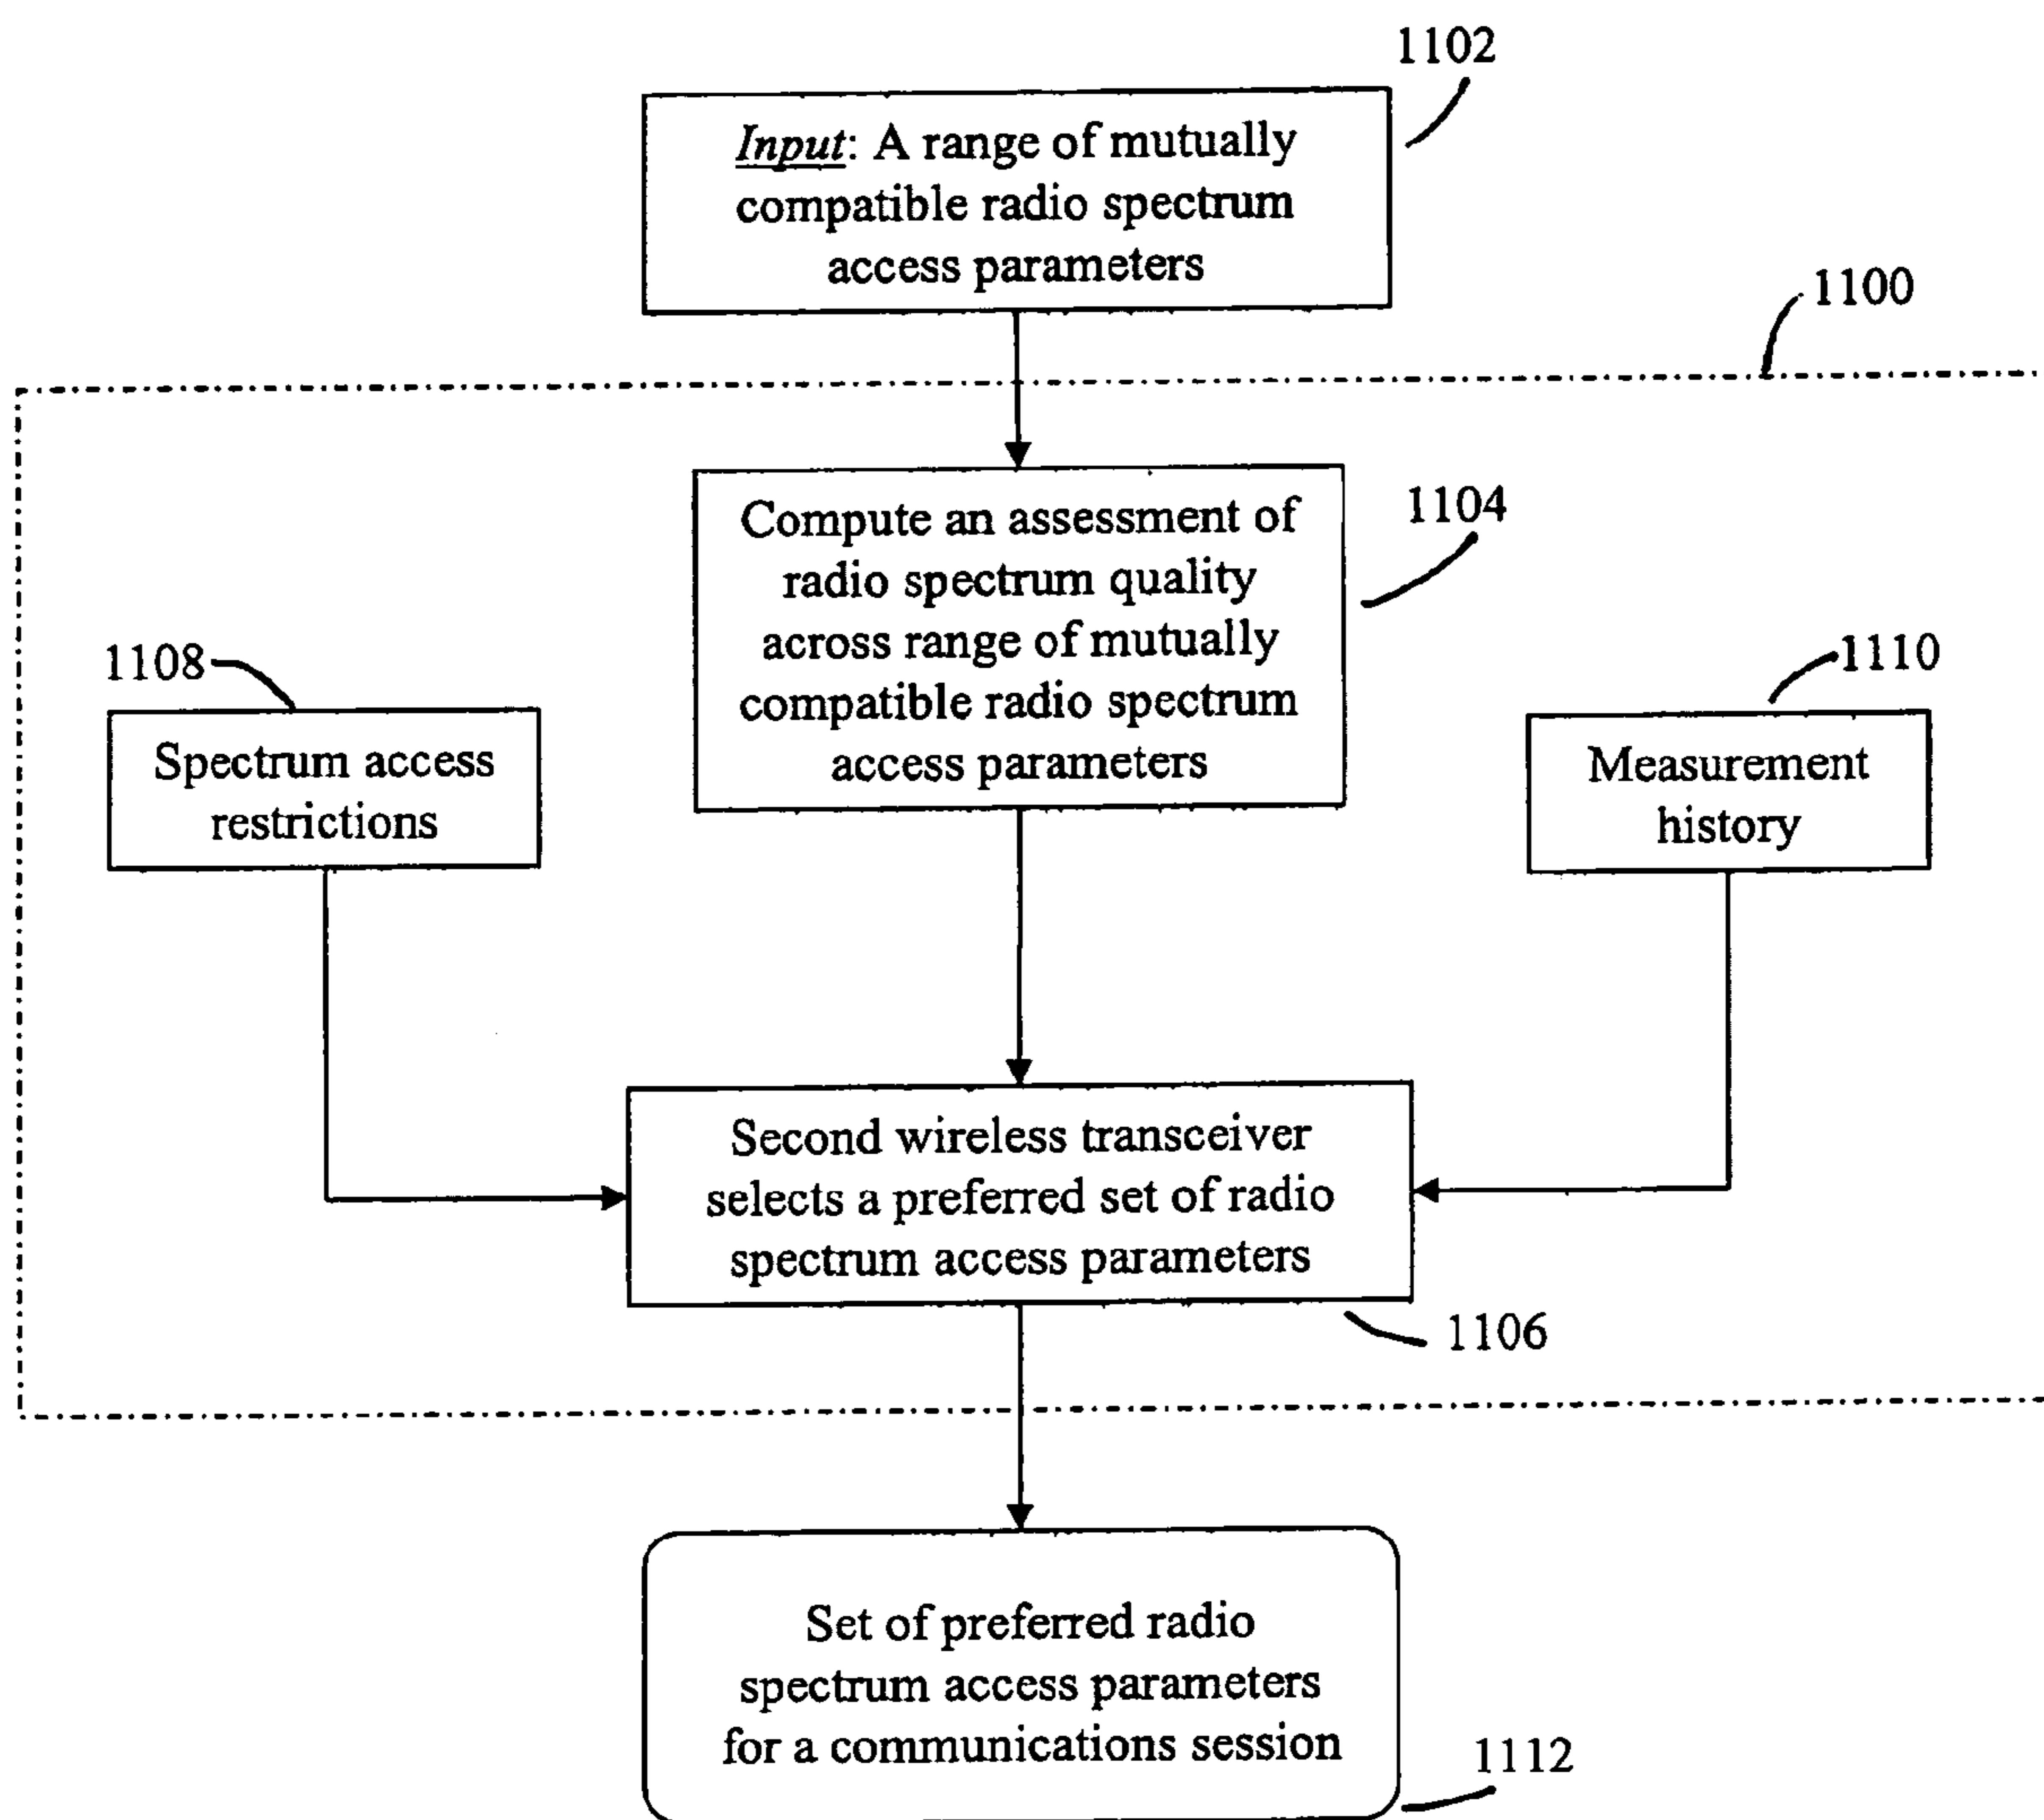 1102
Input: A range of mutually
compatible radio spectrum
access parameters
1100
Compute an assessment of
radio spectrum quality
across range of mutually
compatible radio spectrum
access parameters
1104
1108
Spectrum access
restrictions
1110
Measurement
history
Second wireless transceiver
selects a preferred set of radio
spectrum access parameters
1106
Set of preferred radio
spectrum access parameters
for a communications session
1112